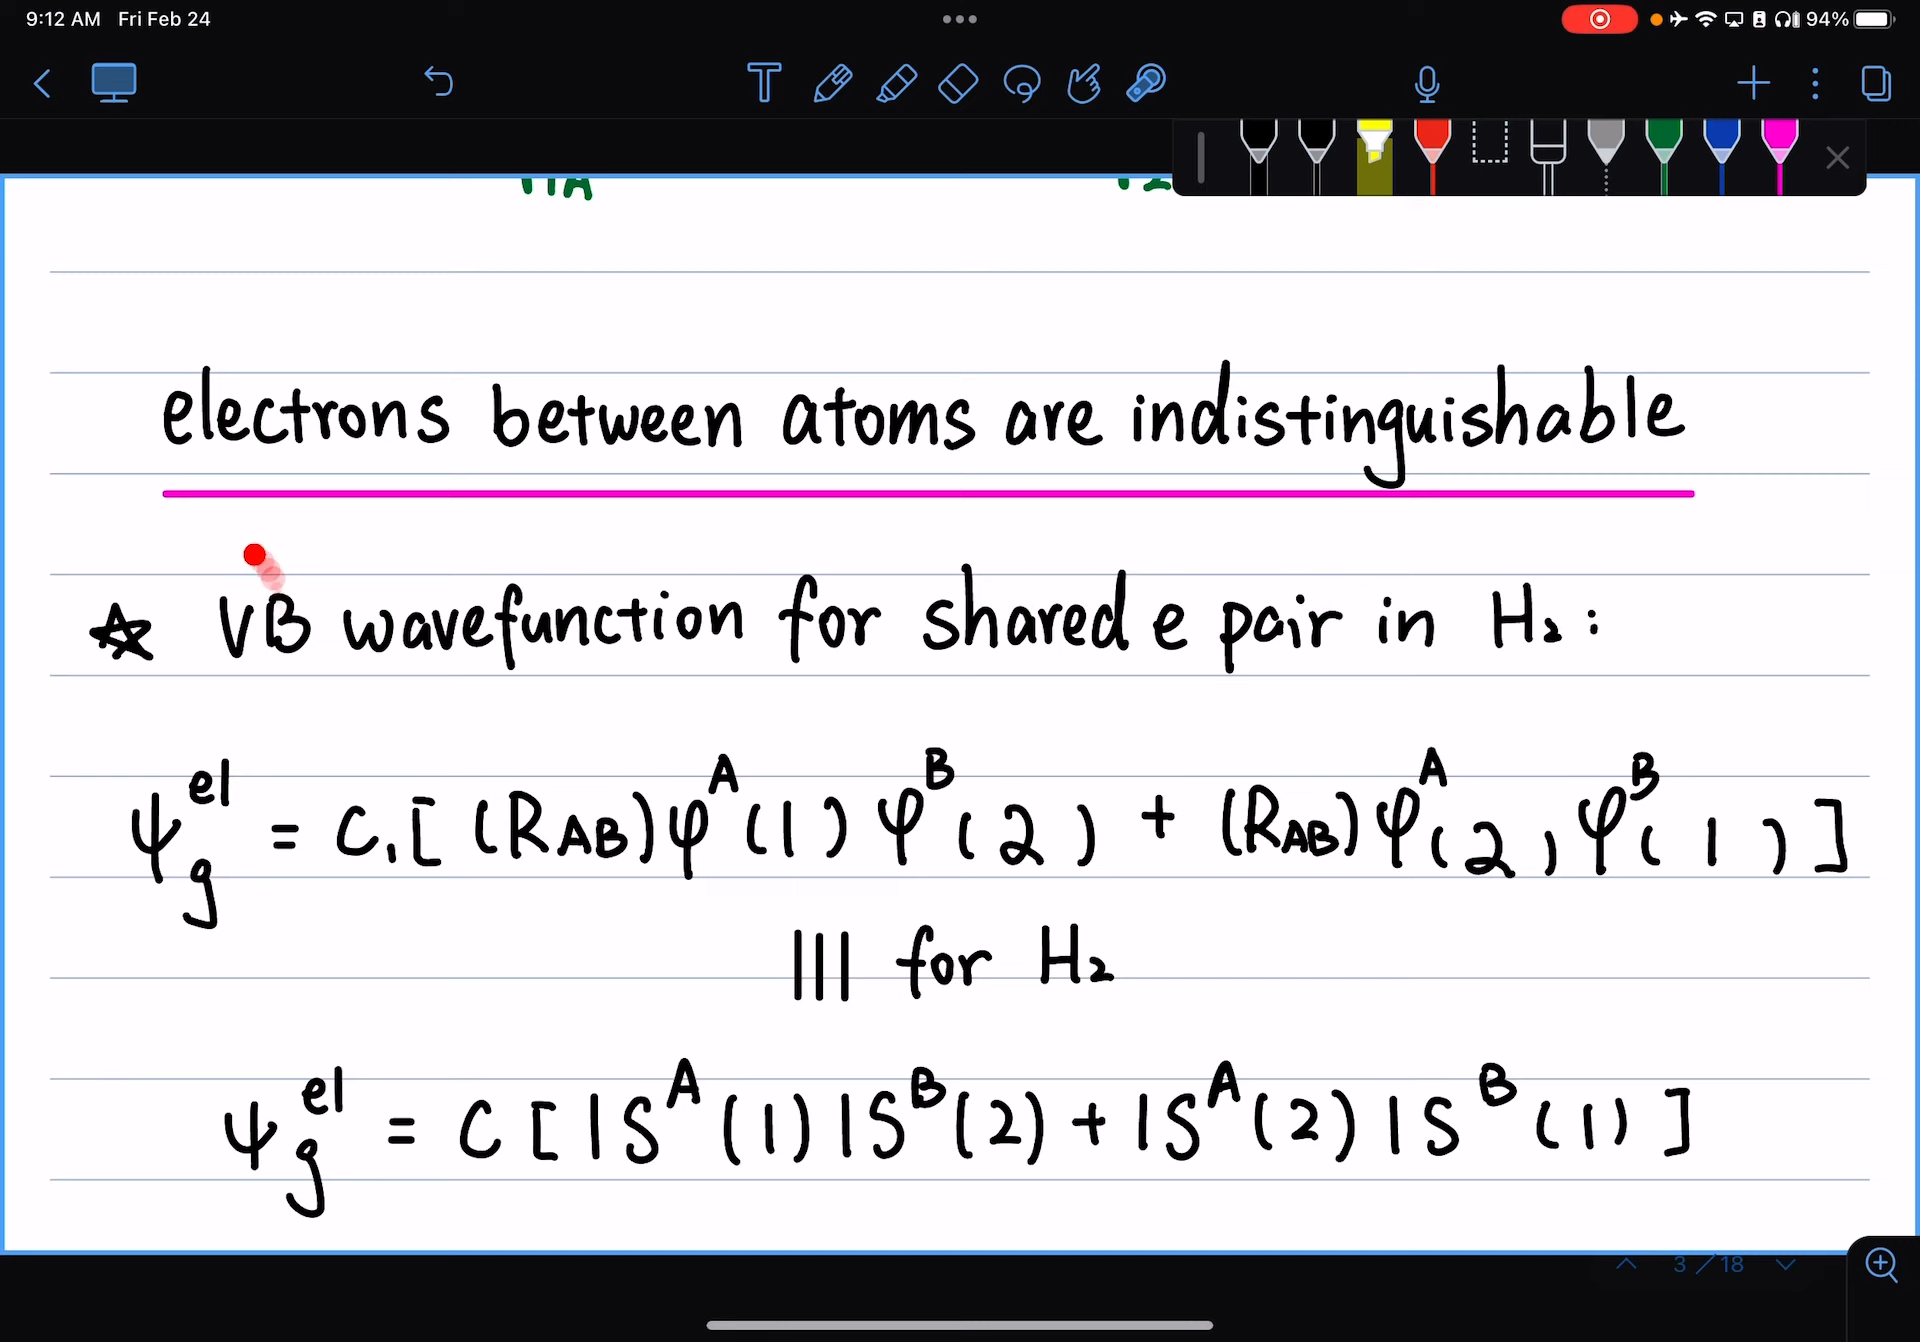 9:12 AM Fri Feb 24
94%
electrons between atoms are indistinguishable
☆ VB wavefunction for shared e pair in H₂ :
ψ_g^el = C₁[ (R_AB) φ^A(1) φ^B(2) + (R_AB) φ^A(2) φ^B(1) ]
||| for H₂
ψ_g^el = C [ 1S^A (1) 1S^B (2) + 1S^A (2) 1S^B (1) ]
3 / 18